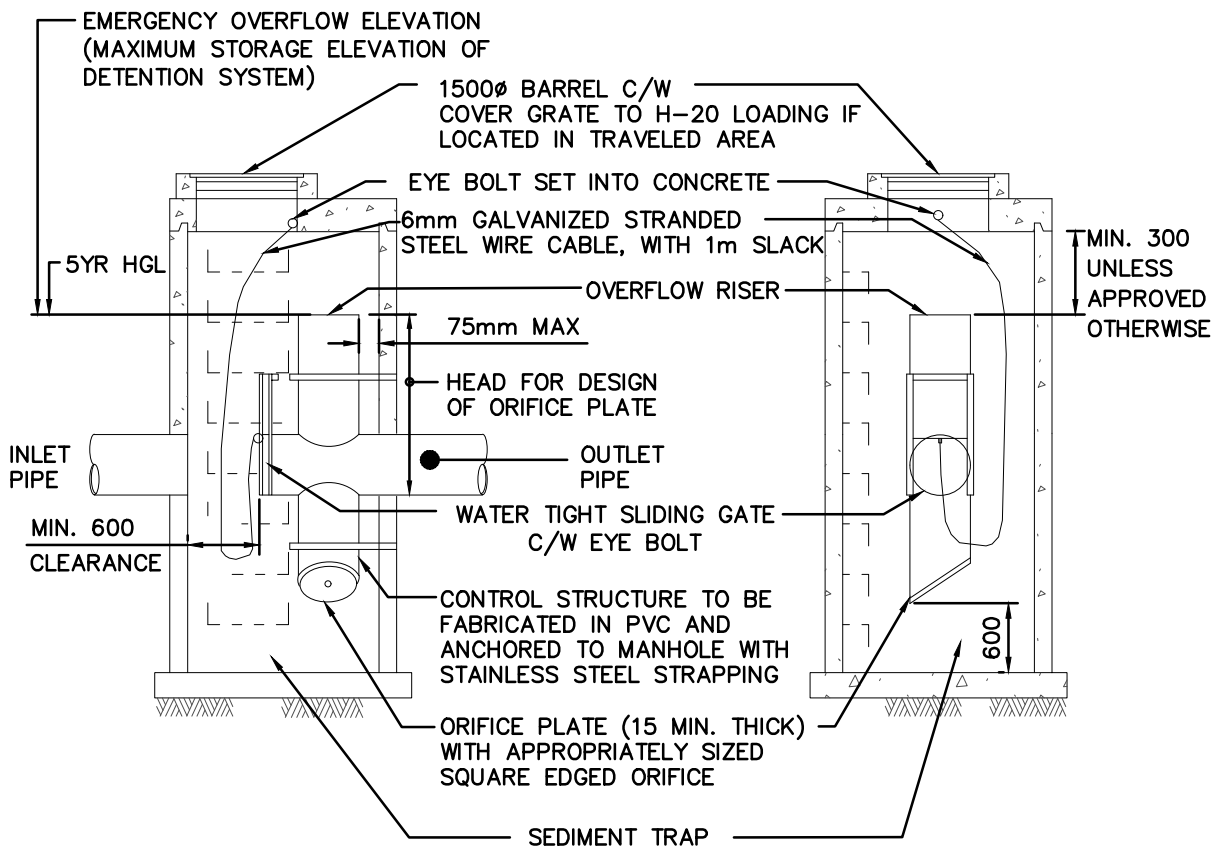 EMERGENCY OVERFLOW ELEVATION
(MAXIMUM STORAGE ELEVATION OF
DETENTION SYSTEM)
1500ø BARREL C/W
COVER GRATE TO H-20 LOADING IF
LOCATED IN TRAVELED AREA
EYE BOLT SET INTO CONCRETE
6mm GALVANIZED STRANDED
STEEL WIRE CABLE, WITH 1m SLACK
5YR HGL
MIN. 300
UNLESS
APPROVED
OTHERWISE
OVERFLOW RISER
75mm MAX
HEAD FOR DESIGN
OF ORIFICE PLATE
INLET
PIPE
OUTLET
PIPE
WATER TIGHT SLIDING GATE
C/W EYE BOLT
MIN. 600
CLEARANCE
CONTROL STRUCTURE TO BE
FABRICATED IN PVC AND
ANCHORED TO MANHOLE WITH
STAINLESS STEEL STRAPPING
600
ORIFICE PLATE (15 MIN. THICK)
WITH APPROPRIATELY SIZED
SQUARE EDGED ORIFICE
SEDIMENT TRAP